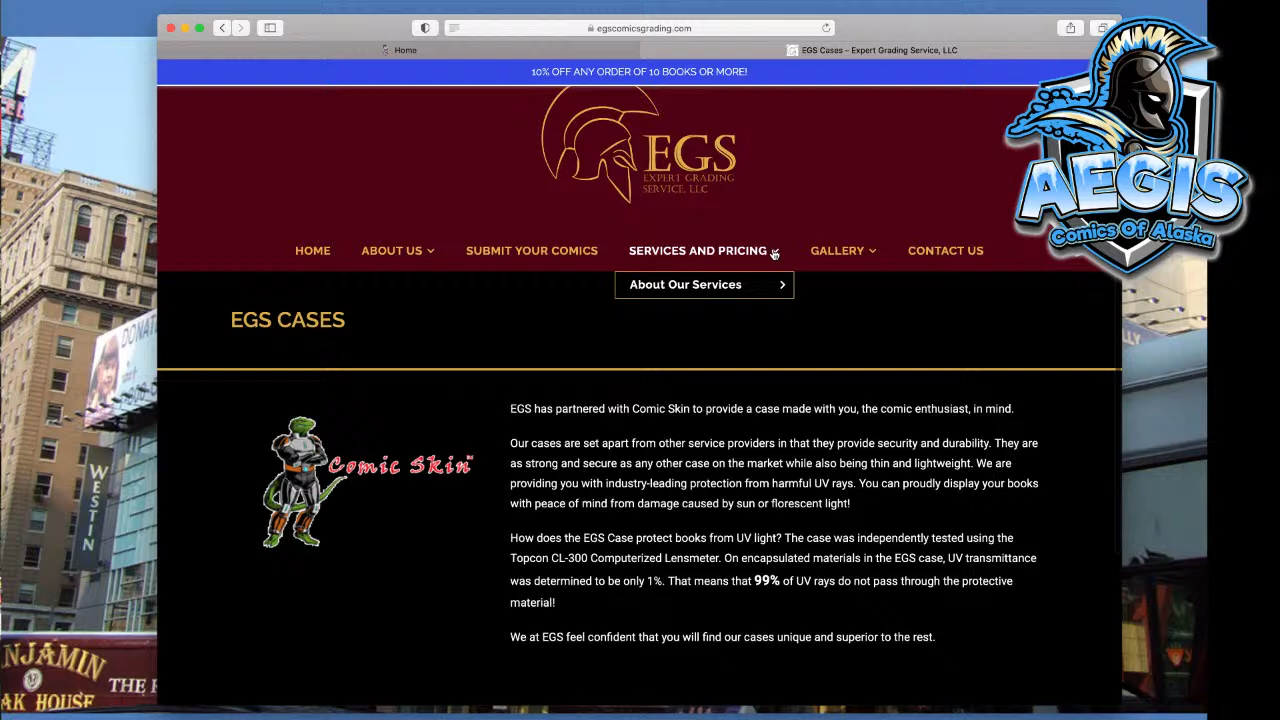 egscomicsgrading.com
Home
EGS Cases – Expert Grading Service, LLC
10% OFF ANY ORDER OF 10 BOOKS OR MORE!
EGS
EXPERT GRADING
SERVICE, LLC
AEGIS
Comics Of Alaska
HOME
ABOUT US
SUBMIT YOUR COMICS
SERVICES AND PRICING
GALLERY
CONTACT US
About Our Services
EGS CASES
Comic Skin™
EGS has partnered with Comic Skin to provide a case made with you, the comic enthusiast, in mind.
Our cases are set apart from other service providers in that they provide security and durability. They are
as strong and secure as any other case on the market while also being thin and lightweight. We are
providing you with industry-leading protection from harmful UV rays. You can proudly display your books
with peace of mind from damage caused by sun or florescent light!
How does the EGS Case protect books from UV light? The case was independently tested using the
Topcon CL-300 Computerized Lensmeter. On encapsulated materials in the EGS case, UV transmittance
was determined to be only 1%. That means that 99% of UV rays do not pass through the protective
material!
We at EGS feel confident that you will find our cases unique and superior to the rest.
WESTIN
NJAMIN
AK HOUSE
THE